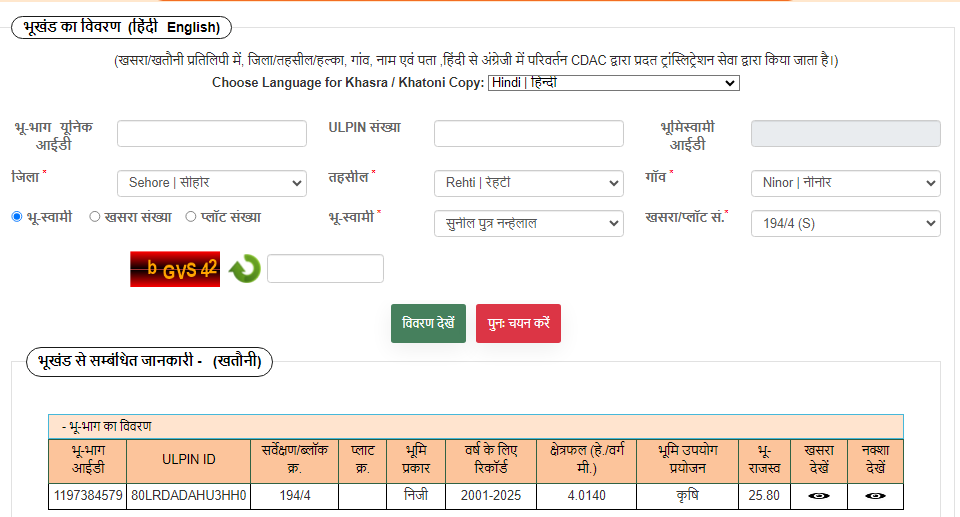 भूखंड का विवरण (हिंदी English)
(खसरा/खतौनी प्रतिलिपी में, जिला/तहसील/हल्का, गांव, नाम एवं पता ,हिंदी से अंग्रेजी में परिवर्तन CDAC द्वारा प्रदत ट्रांस्लिट्रेशन सेवा द्वारा किया जाता है।)
Choose Language for Khasra / Khatoni Copy: Hindi | हिन्दी
भू-भाग यूनिक आईडी
ULPIN संख्या
भूमिस्वामी आईडी
जिला * Sehore | सीहोर
तहसील * Rehti | रेहटी
गॉव * Ninor | नीनोर
भू-स्वामी खसरा संख्या प्लॉट संख्या
भू-स्वामी * सुनील पुत्र नन्हेलाल
खसरा/प्लॉट सं.* 194/4 (S)
b GVS 42
विवरण देखें पुनः चयन करें
भूखंड से सम्बंधित जानकारी - (खतौनी)
- भू-भाग का विवरण
भू-भाग आईडी ULPIN ID सर्वेक्षण/ब्लॉक क्र. प्लाट क्र. भूमि प्रकार वर्ष के लिए रिकॉर्ड क्षेत्रफल (हे./वर्ग मी.) भूमि उपयोग प्रयोजन भू-राजस्व खसरा देखें नक्शा देखें
1197384579 80LRDADAHU3HH0 194/4 निजी 2001-2025 4.0140 कृषि 25.80